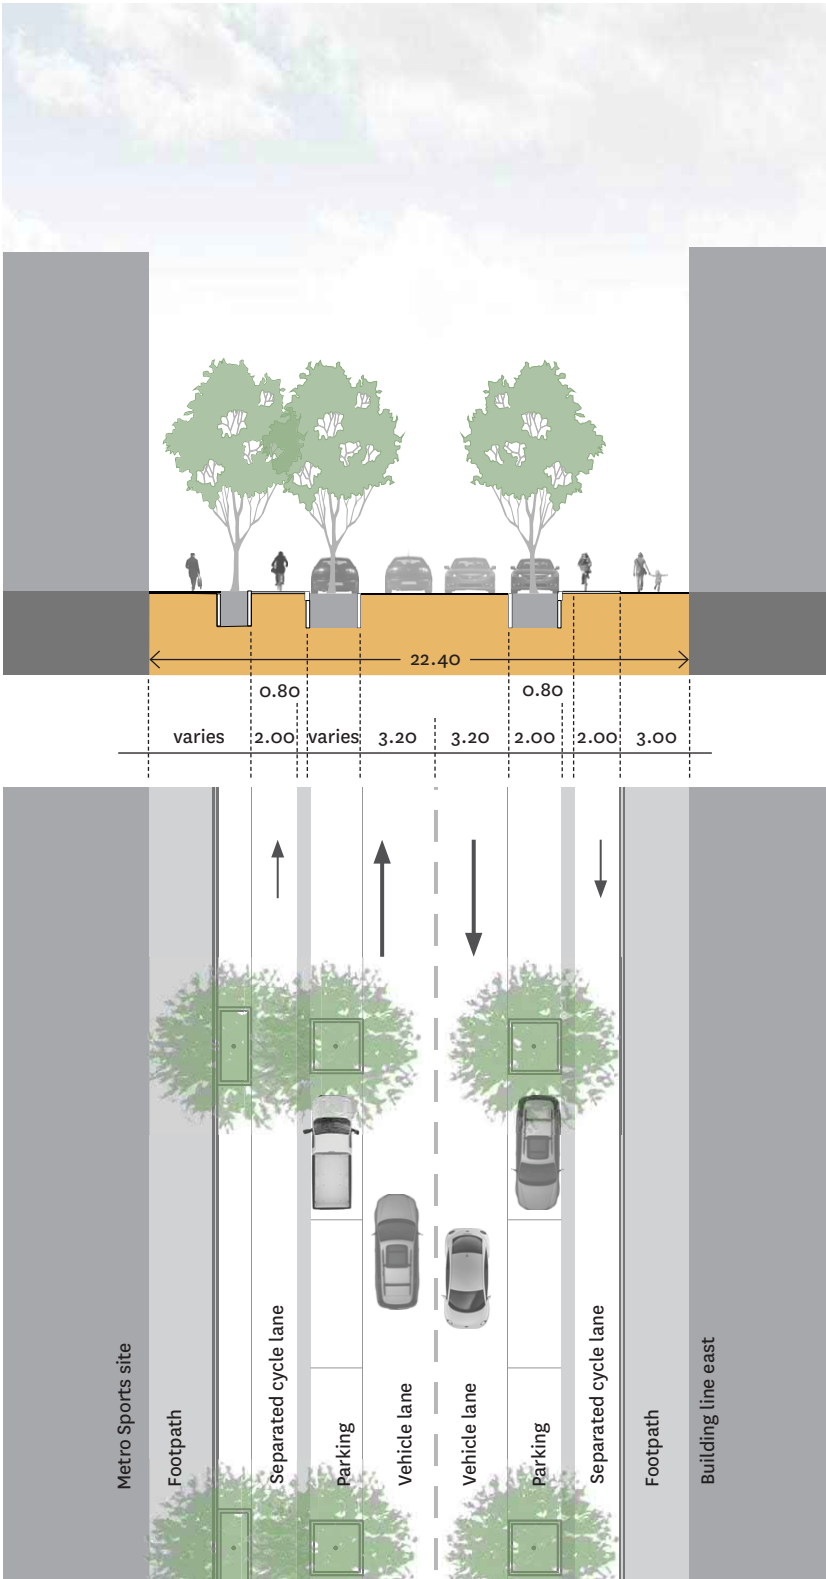 22.40
0.80 0.80
varies 2.00 varies 3.20 3.20 2.00 2.00 3.00
Metro Sports site
Footpath
Separated cycle lane
Parking
Vehicle lane
Vehicle lane
Parking
Separated cycle lane
Footpath
Building line east